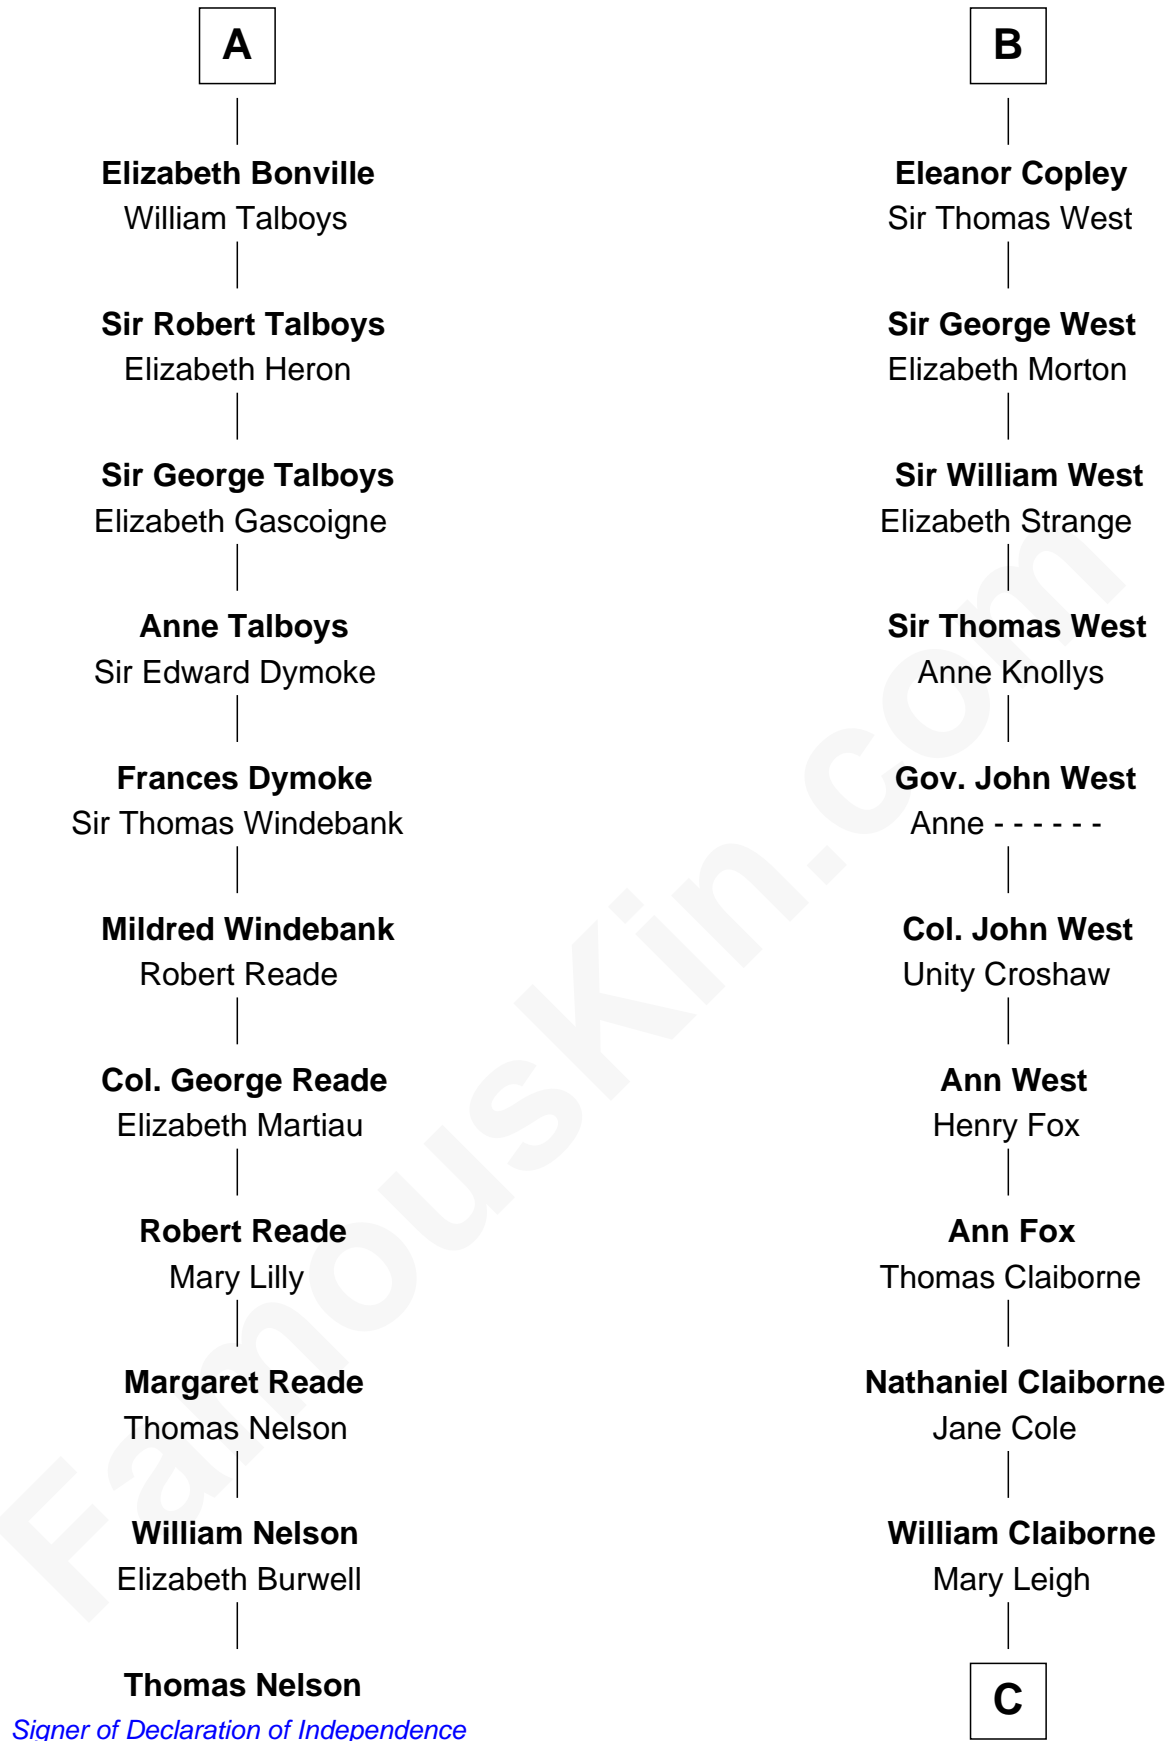 A
Elizabeth Bonville
William Talboys
Sir Robert Talboys
Elizabeth Heron
Sir George Talboys
Elizabeth Gascoigne
Anne Talboys
Sir Edward Dymoke
Frances Dymoke
Sir Thomas Windebank
Mildred Windebank
Robert Reade
Col. George Reade
Elizabeth Martiau
Robert Reade
Mary Lilly
Margaret Reade
Thomas Nelson
William Nelson
Elizabeth Burwell
Thomas Nelson
Signer of Declaration of Independence
B
Eleanor Copley
Sir Thomas West
Sir George West
Elizabeth Morton
Sir William West
Elizabeth Strange
Sir Thomas West
Anne Knollys
Gov. John West
Anne - - - - - -
Col. John West
Unity Croshaw
Ann West
Henry Fox
Ann Fox
Thomas Claiborne
Nathaniel Claiborne
Jane Cole
William Claiborne
Mary Leigh
C
FamousKin.com